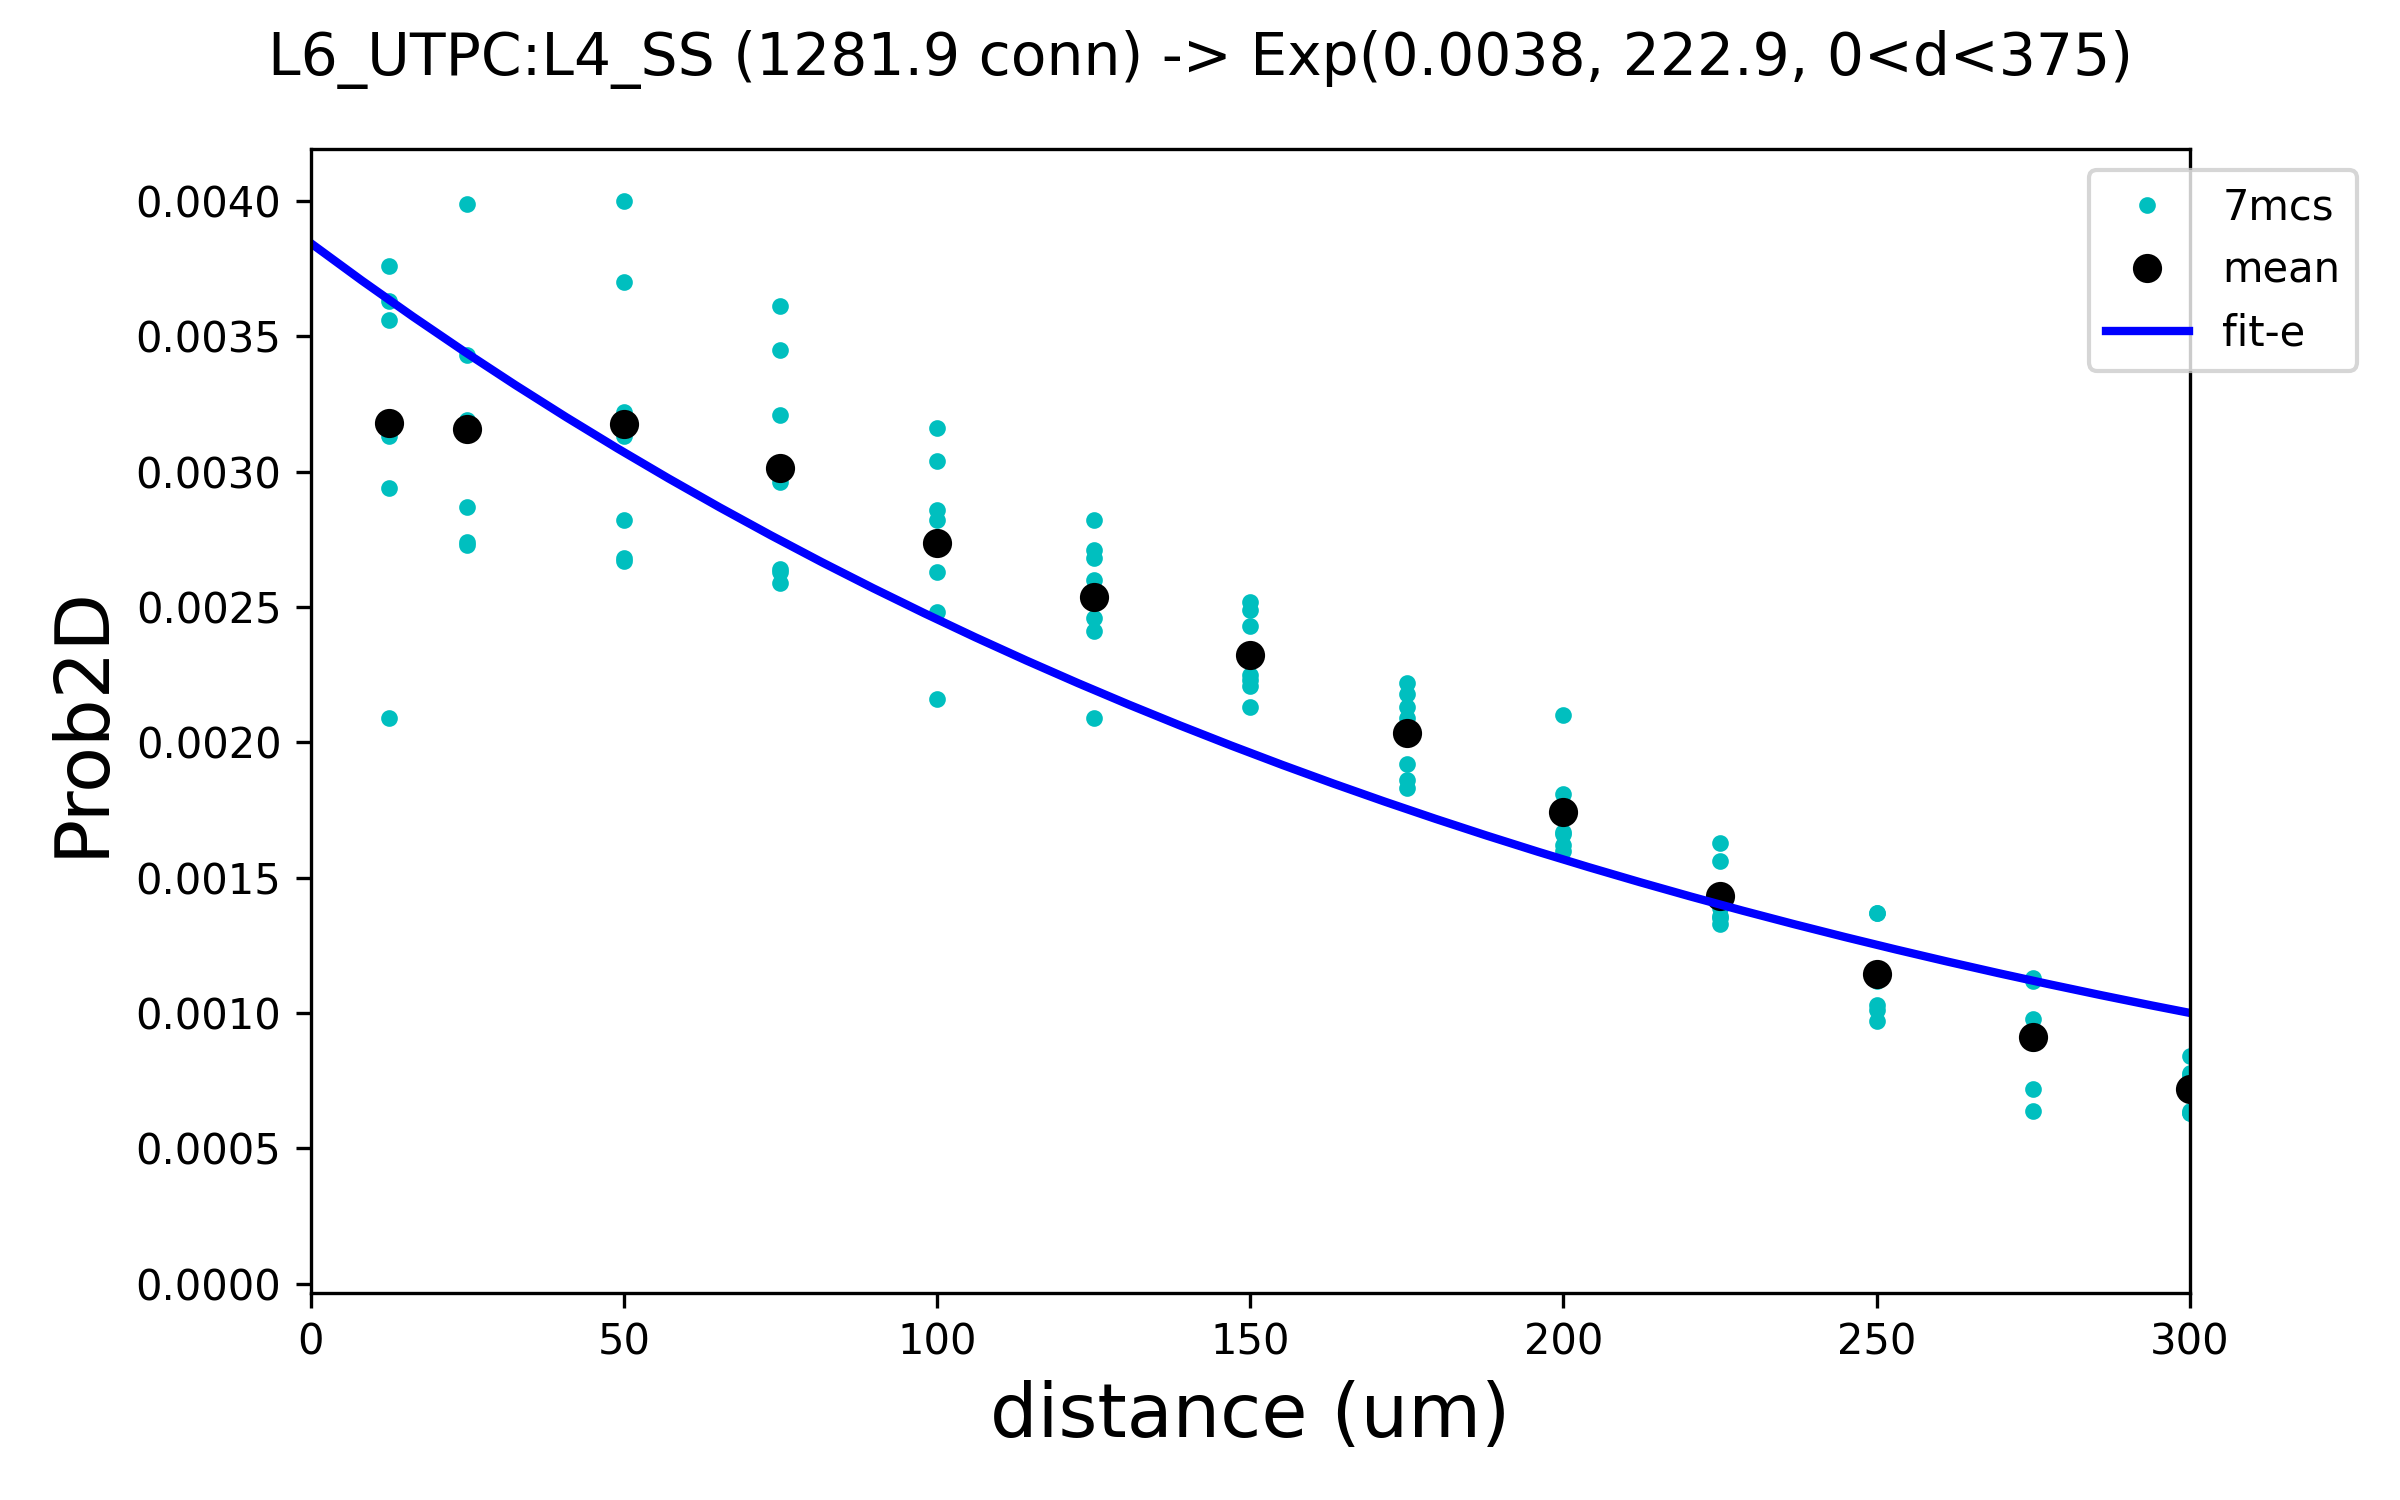 L6_UTPC:L4_SS (1281.9 conn) -> Exp(0.0038, 222.9, 0<d<375)
7mcs
mean
fit-e
Prob2D
0.0040
0.0035
0.0030
0.0025
0.0020
0.0015
0.0010
0.0005
0.0000
0 50 100 150 200 250 300
distance (um)